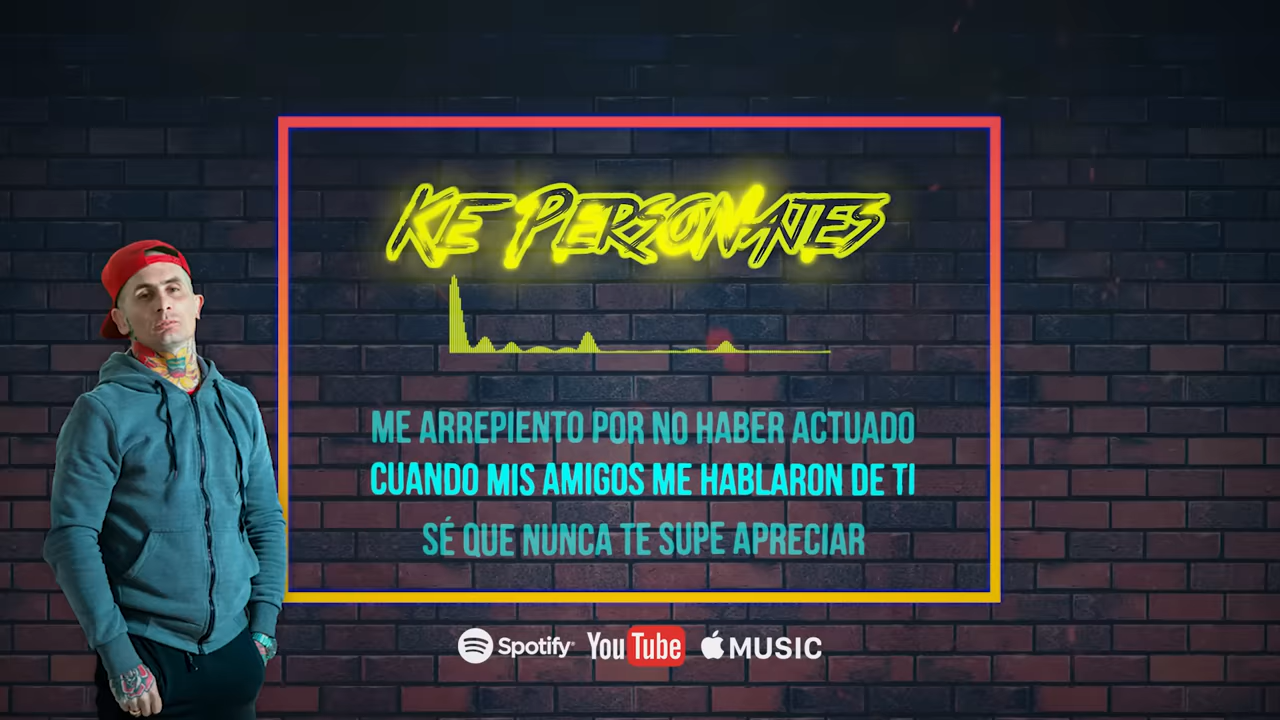 KE PERSONAJES
ME ARREPIENTO POR NO HABER ACTUADO
CUANDO MIS AMIGOS ME HABLARON DE TI
SÉ QUE NUNCA TE SUPE APRECIAR
Spotify YouTube MUSIC